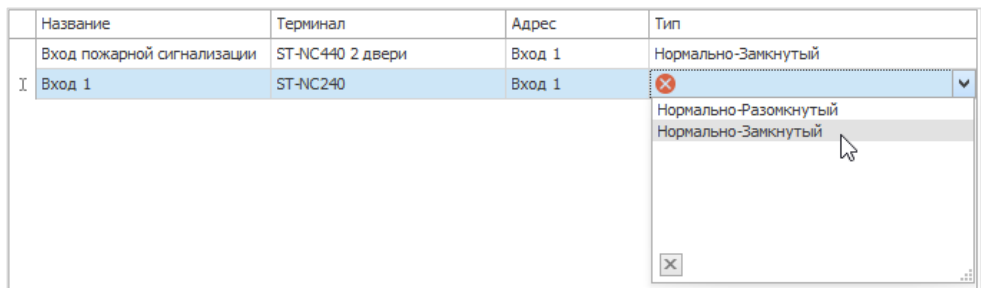 Название Терминал Адрес Тип
Вход пожарной сигнализации ST-NC440 2 двери Вход 1 Нормально-Замкнутый
Вход 1 ST-NC240 Вход 1
Нормально-Разомкнутый
Нормально-Замкнутый